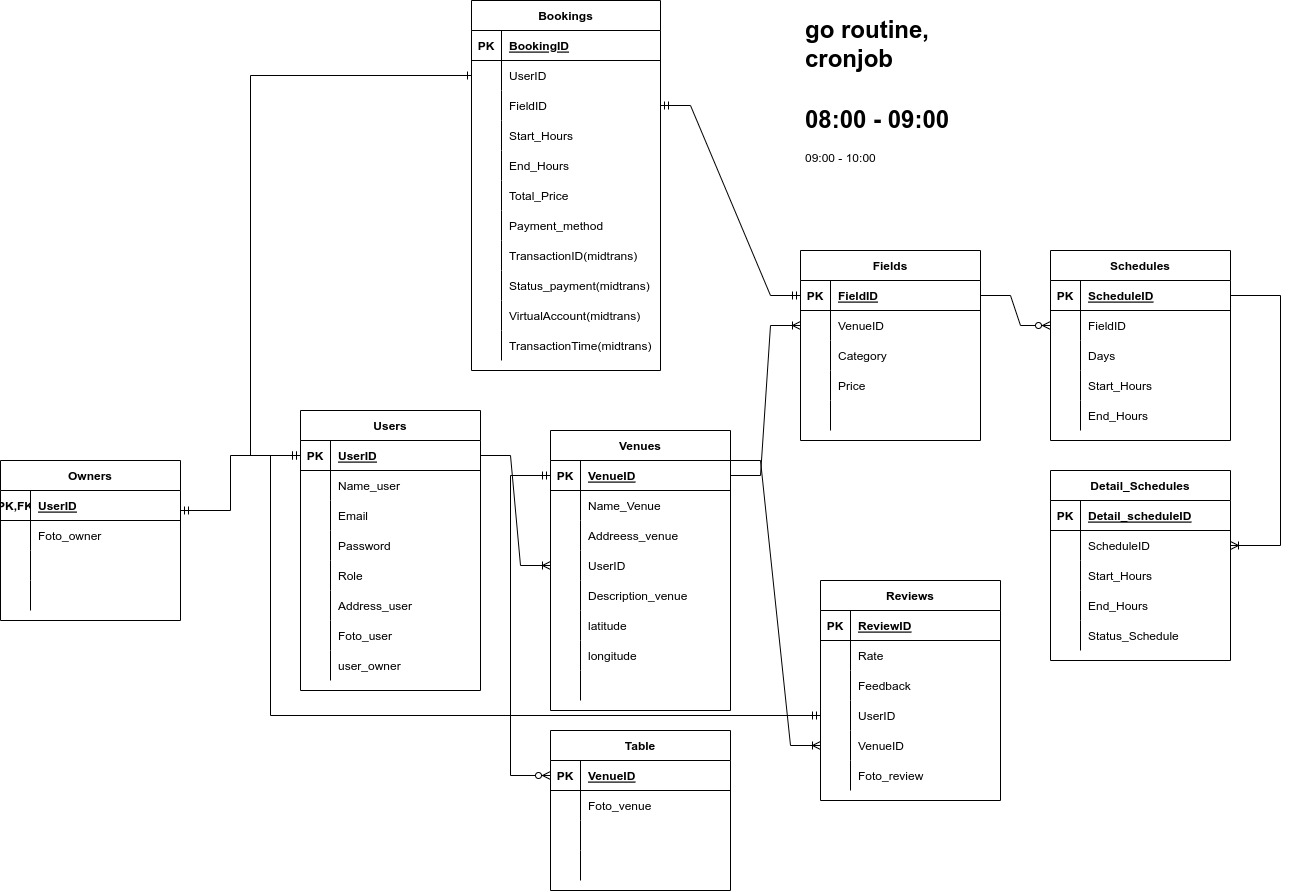 Bookings
PK BookingID
UserID
FieldID
Start_Hours
End_Hours
Total_Price
Payment_method
TransactionID(midtrans)
Status_payment(midtrans)
VirtualAccount(midtrans)
TransactionTime(midtrans)
go routine,
cronjob
08:00 - 09:00
09:00 - 10:00
Fields
PK FieldID
VenueID
Category
Price
Schedules
PK ScheduleID
FieldID
Days
Start_Hours
End_Hours
Owners
PK,FK UserID
Foto_owner
Users
PK UserID
Name_user
Email
Password
Role
Address_user
Foto_user
user_owner
Venues
PK VenueID
Name_Venue
Addreess_venue
UserID
Description_venue
latitude
longitude
Detail_Schedules
PK Detail_scheduleID
ScheduleID
Start_Hours
End_Hours
Status_Schedule
Reviews
PK ReviewID
Rate
Feedback
UserID
VenueID
Foto_review
Table
PK VenueID
Foto_venue